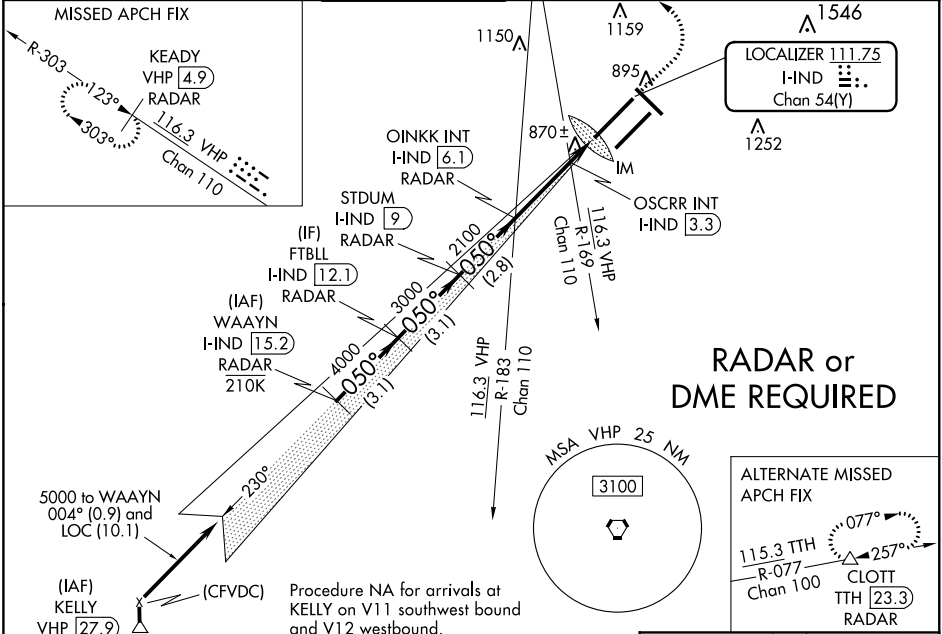 MISSED APCH FIX
R-303
KEADY
VHP 4.9
RADAR
123°
303°
116.3 VHP
Chan 110
1150
1159
1546
895
870±
LOCALIZER 111.75
I-IND
Chan 54(Y)
1252
IM
OINKK INT
I-IND 6.1
RADAR
OSCRR INT
I-IND 3.3
STDUM
I-IND 9
RADAR
(IF)
FTBLL
I-IND 12.1
RADAR
(IAF)
WAAYN
I-IND 15.2
RADAR
210K
2100
050°
(2.8)
3000
050°
(3.1)
4000
050°
(3.1)
116.3 VHP
R-169
Chan 110
116.3 VHP
R-183
Chan 110
RADAR or
DME REQUIRED
230°
5000 to WAAYN
004° (0.9) and
LOC (10.1)
(IAF)
KELLY
VHP 27.9
(CFVDC)
Procedure NA for arrivals at
KELLY on V11 southwest bound
and V12 westbound.
MSA VHP 25 NM
3100
ALTERNATE MISSED
APCH FIX
077°
257°
115.3 TTH
R-077
Chan 100
CLOTT
TTH 23.3
RADAR